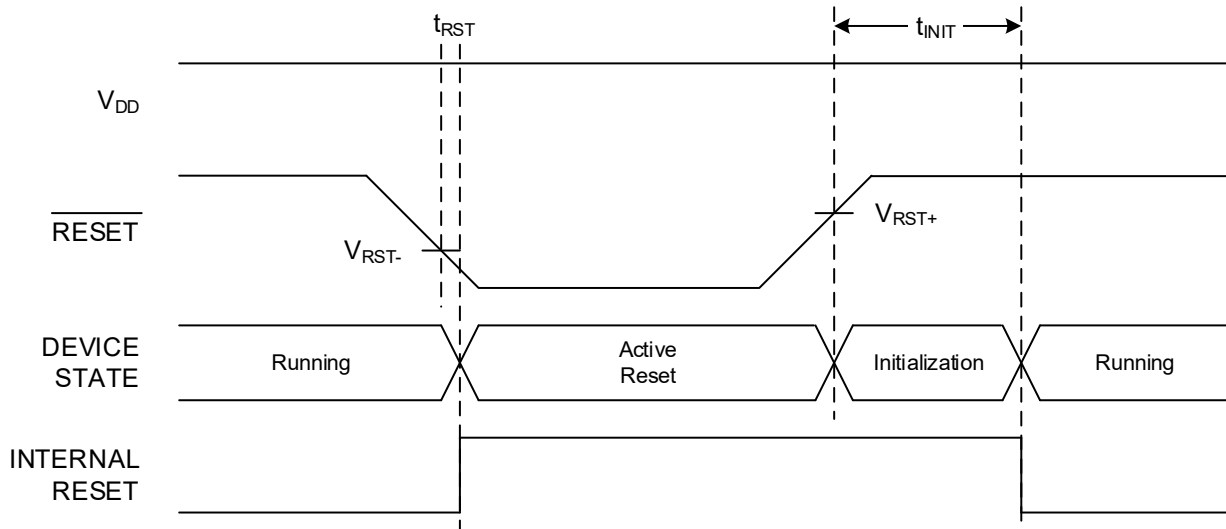 tRST
tINIT
VDD
RESET
VRST-
VRST+
DEVICE
STATE
Running
Active
Reset
Initialization
Running
INTERNAL
RESET